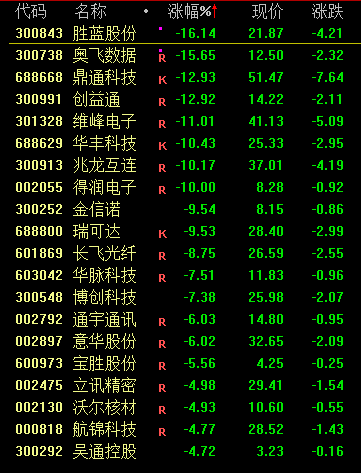 代码 名称 • 涨幅%↑ 现价 涨跌
300843 胜蓝股份 -16.14 21.87 -4.21
300738 奥飞数据 R -15.65 12.50 -2.32
688668 鼎通科技 K -12.93 51.47 -7.64
300991 创益通 R -12.92 14.22 -2.11
301328 维峰电子 R -11.01 41.13 -5.09
688629 华丰科技 K -10.43 25.33 -2.95
300913 兆龙互连 R -10.17 37.01 -4.19
002055 得润电子 R -10.00 8.28 -0.92
300252 金信诺 -9.54 8.15 -0.86
688800 瑞可达 K -9.53 28.40 -2.99
601869 长飞光纤 R -8.75 26.59 -2.55
603042 华脉科技 R -7.51 11.83 -0.96
300548 博创科技 -7.38 25.98 -2.07
002792 通宇通讯 R -6.03 14.80 -0.95
002897 意华股份 R -6.02 32.65 -2.09
600973 宝胜股份 R -5.56 4.25 -0.25
002475 立讯精密 R -4.98 29.41 -1.54
002130 沃尔核材 R -4.93 10.60 -0.55
000818 航锦科技 R -4.77 28.52 -1.43
300292 吴通控股 -4.72 3.23 -0.16